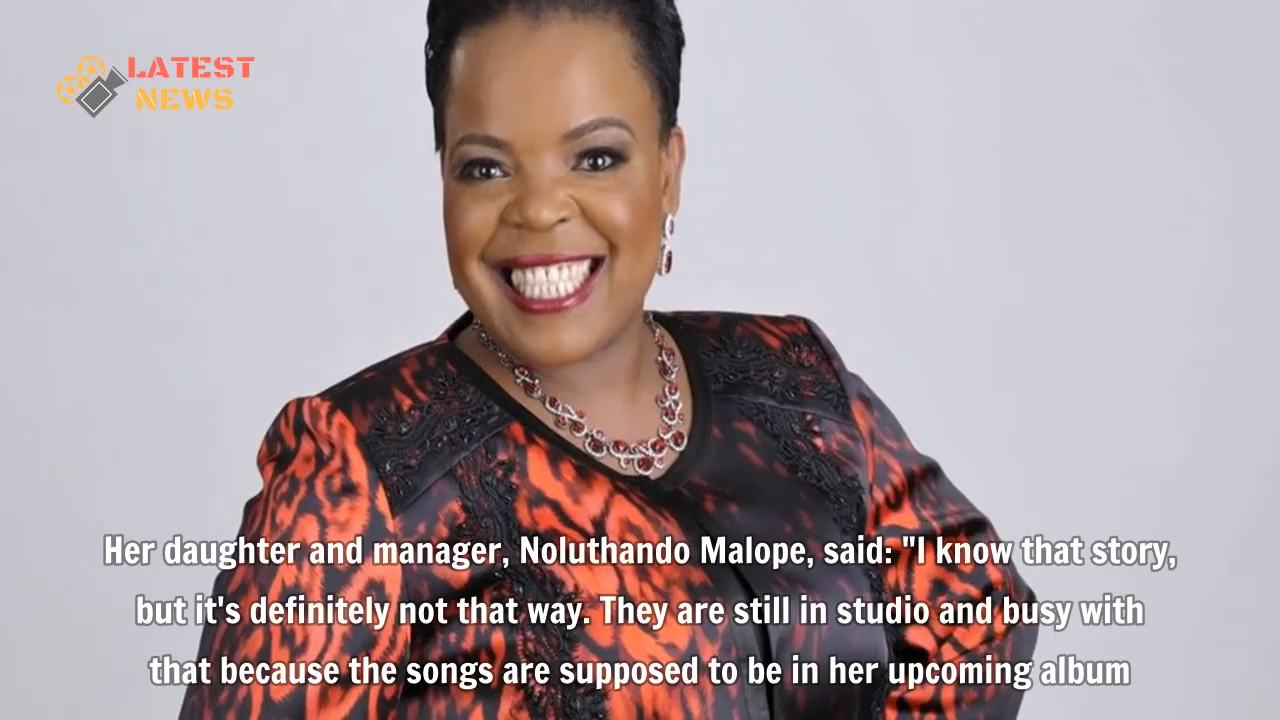 LATEST
NEWS
Her daughter and manager, Noluthando Malope, said: "I know that story,
but it's definitely not that way. They are still in studio and busy with
that because the songs are supposed to be in her upcoming album